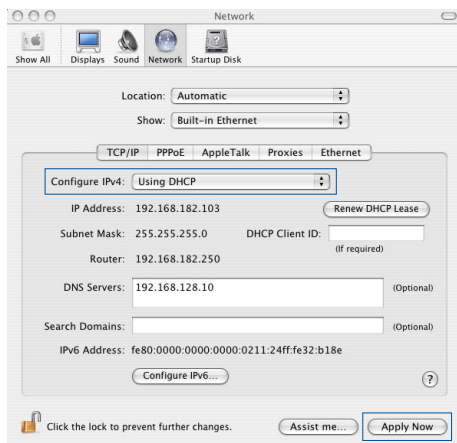 Network
Show All Displays Sound Network Startup Disk
Location: Automatic
Show: Built-in Ethernet
TCP/IP PPPoE AppleTalk Proxies Ethernet
Configure IPv4: Using DHCP
IP Address: 192.168.182.103 Renew DHCP Lease
Subnet Mask: 255.255.255.0 DHCP Client ID:
(If required)
Router: 192.168.182.250
DNS Servers: 192.168.128.10 (Optional)
Search Domains: (Optional)
IPv6 Address: fe80:0000:0000:0000:0211:24ff:fe32:b18e
Configure IPv6... ?
Click the lock to prevent further changes. Assist me... Apply Now